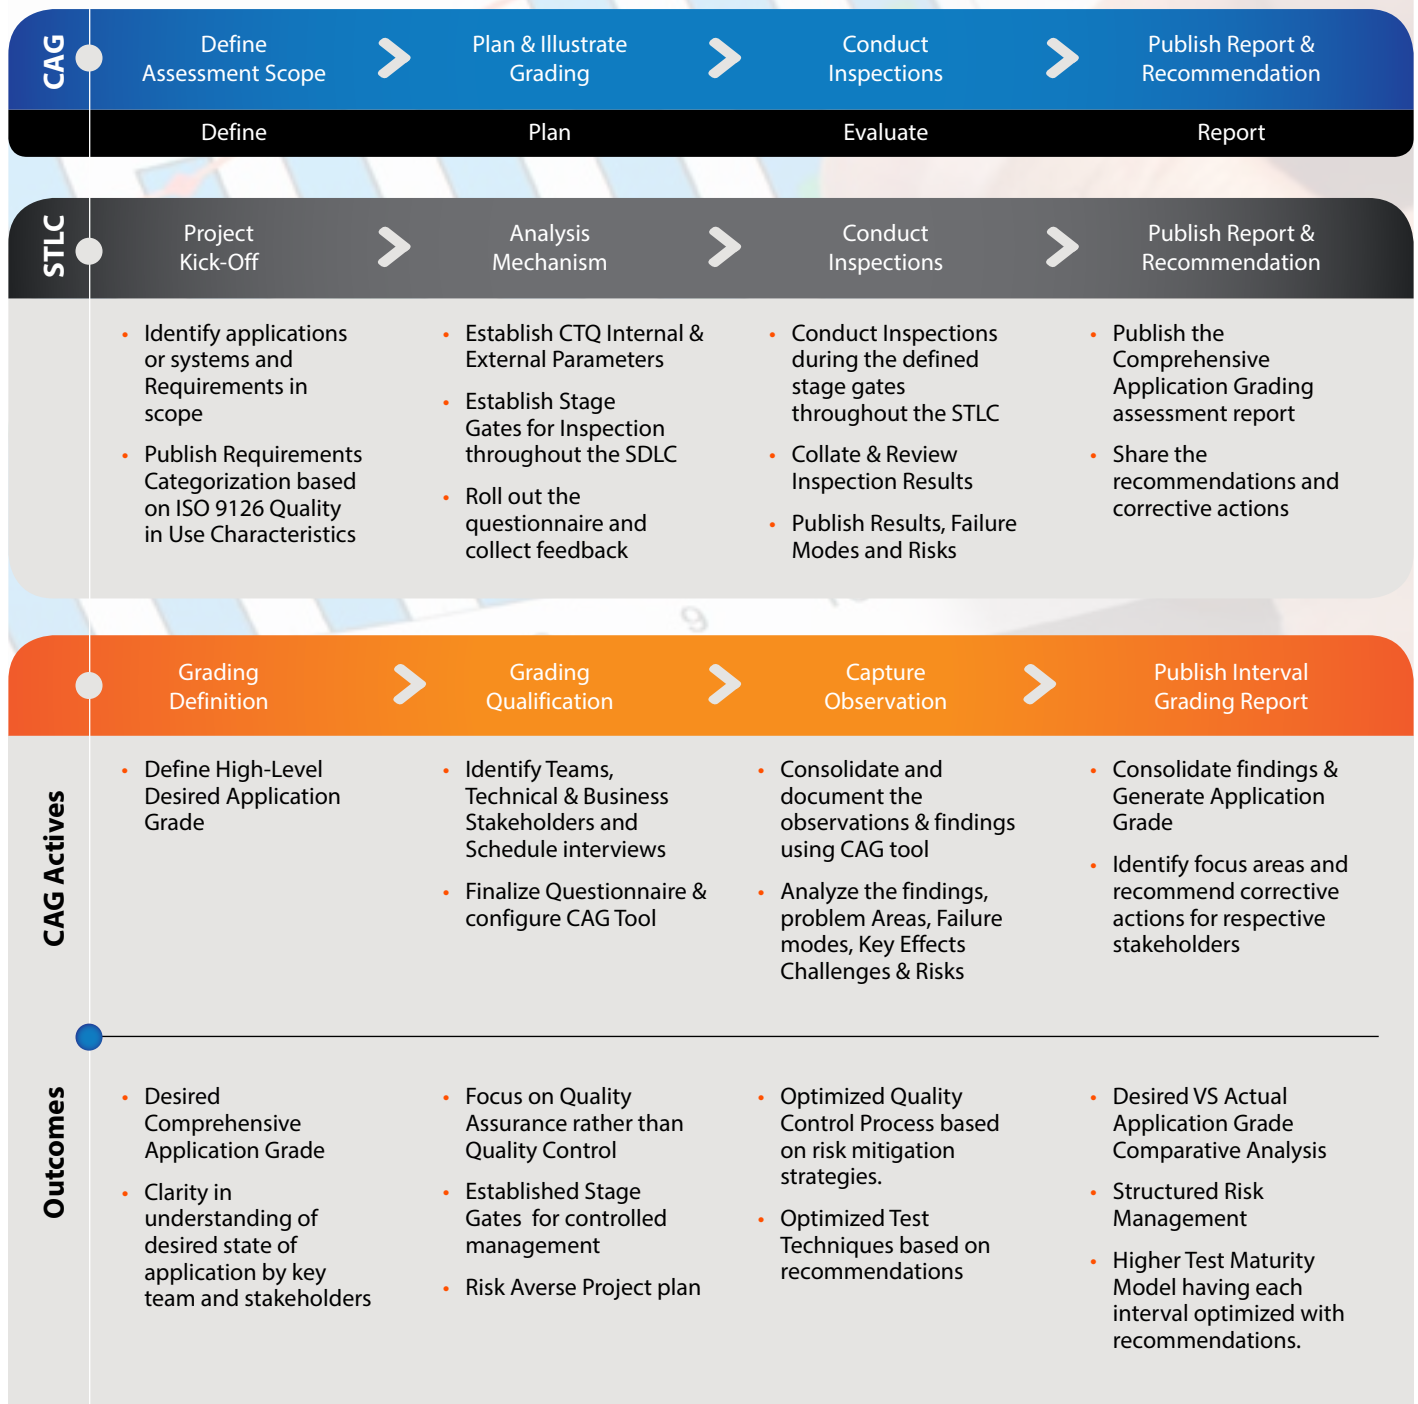 CAG
Define
Assessment Scope
Plan & Illustrate
Grading
Conduct
Inspections
Publish Report &
Recommendation
Define
Plan
Evaluate
Report
STLC
Project
Kick-Off
Analysis
Mechanism
Conduct
Inspections
Publish Report &
Recommendation
• Identify applications
or systems and
Requirements in
scope
• Publish Requirements
Categorization based
on ISO 9126 Quality
in Use Characteristics
• Establish CTQ Internal &
External Parameters
• Establish Stage
Gates for Inspection
throughout the SDLC
• Roll out the
questionnaire and
collect feedback
• Conduct Inspections
during the defined
stage gates
throughout the STLC
• Collate & Review
Inspection Results
• Publish Results, Failure
Modes and Risks
• Publish the
Comprehensive
Application Grading
assessment report
• Share the
recommendations and
corrective actions
9
Grading
Definition
Grading
Qualification
Capture
Observation
Publish Interval
Grading Report
CAG Actives
• Define High-Level
Desired Application
Grade
• Identify Teams,
Technical & Business
Stakeholders and
Schedule interviews
• Finalize Questionnaire &
configure CAG Tool
• Consolidate and
document the
observations & findings
using CAG tool
• Analyze the findings,
problem Areas, Failure
modes, Key Effects
Challenges & Risks
• Consolidate findings &
Generate Application
Grade
• Identify focus areas and
recommend corrective
actions for respective
stakeholders
Outcomes
• Desired
Comprehensive
Application Grade
• Clarity in
understanding of
desired state of
application by key
team and stakeholders
• Focus on Quality
Assurance rather than
Quality Control
• Established Stage
Gates for controlled
management
• Risk Averse Project plan
• Optimized Quality
Control Process based
on risk mitigation
strategies.
• Optimized Test
Techniques based on
recommendations
• Desired VS Actual
Application Grade
Comparative Analysis
• Structured Risk
Management
• Higher Test Maturity
Model having each
interval optimized with
recommendations.